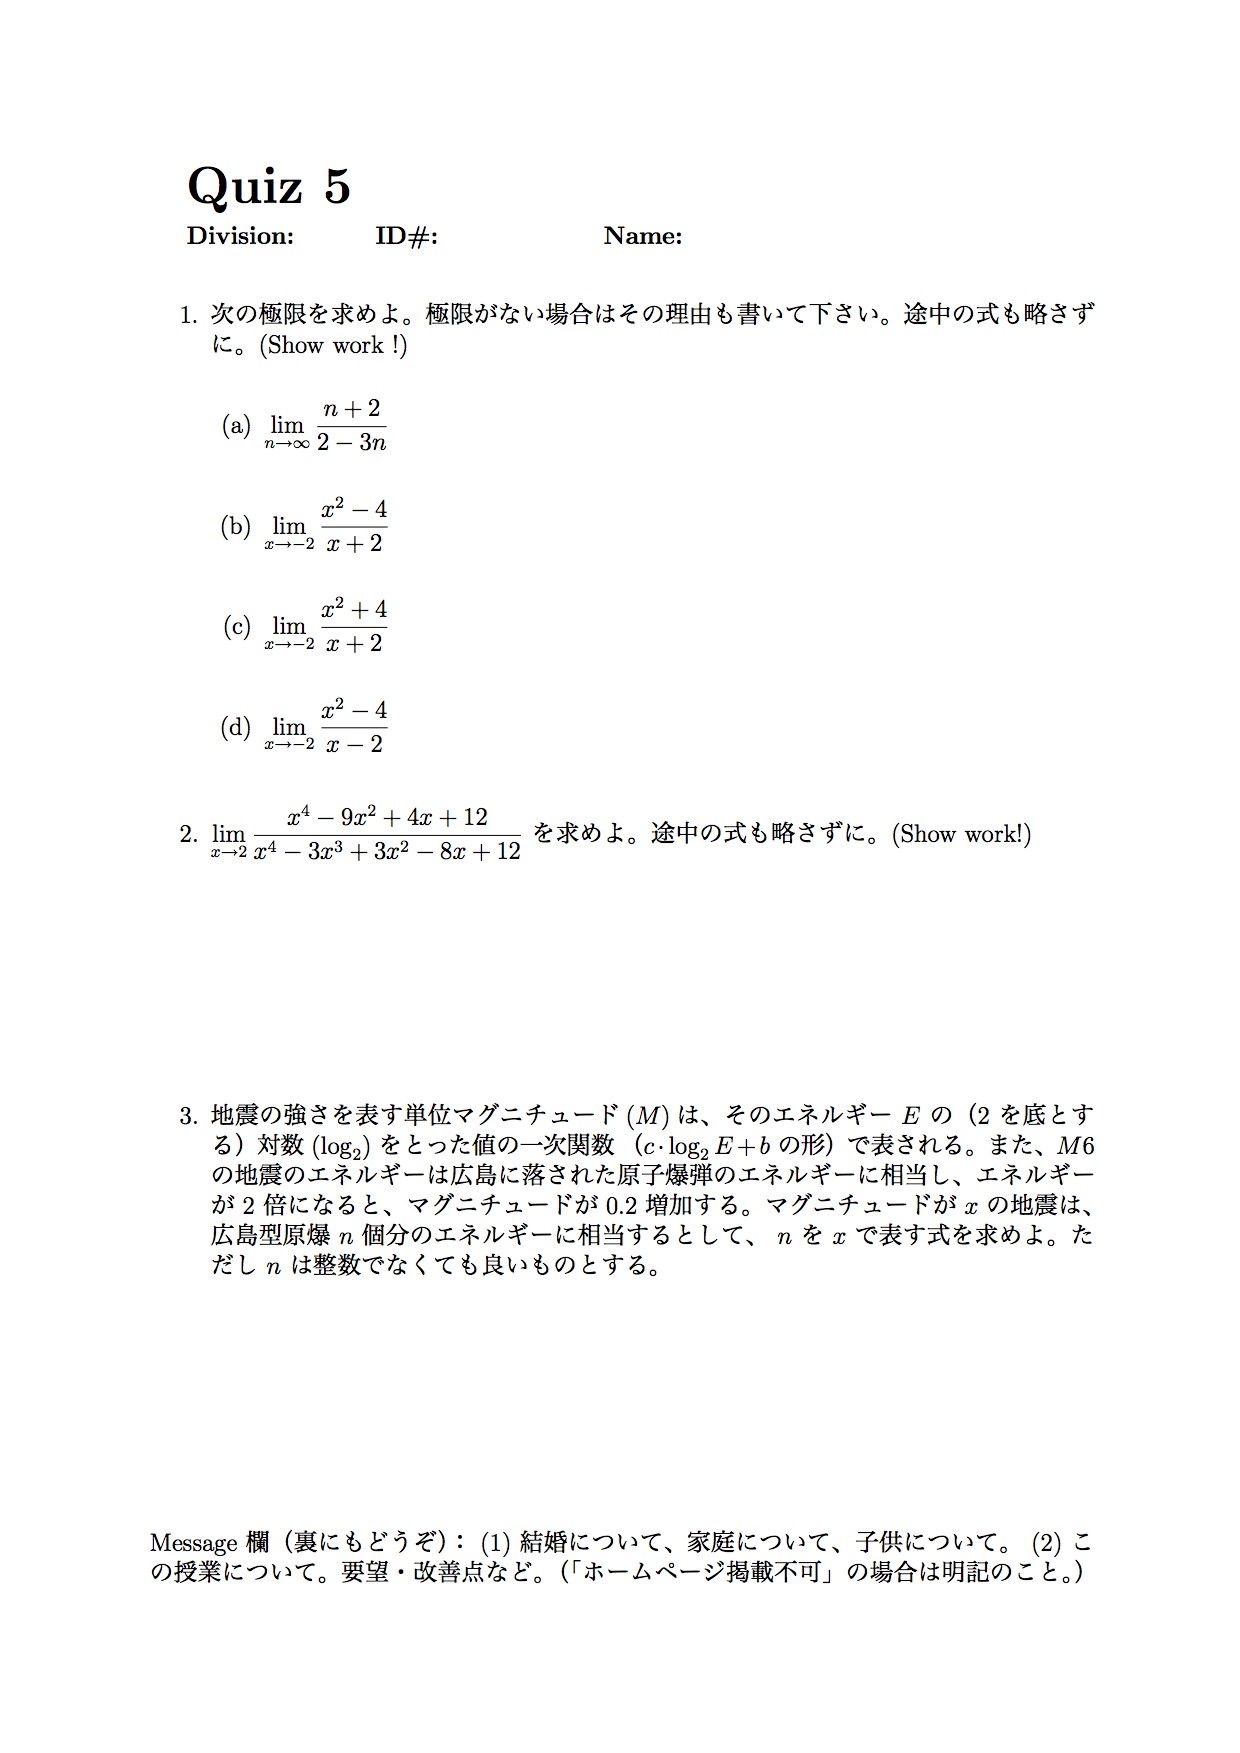 Quiz 5
Division: ID#: Name:
1. 次の極限を求めよ。極限がない場合はその理由も書いて下さい。途中の式も略さず
に。(Show work !)
(a) lim_{n→∞} \frac{n + 2}{2 − 3n}
(b) lim_{x→−2} \frac{x^2 − 4}{x + 2}
(c) lim_{x→−2} \frac{x^2 + 4}{x + 2}
(d) lim_{x→−2} \frac{x^2 − 4}{x − 2}
2. lim_{x→2} \frac{x^4 − 9x^2 + 4x + 12}{x^4 − 3x^3 + 3x^2 − 8x + 12} を求めよ。途中の式も略さずに。(Show work!)
3. 地震の強さを表す単位マグニチュード (M) は、そのエネルギー E の（2 を底とす
る）対数 (log_2) をとった値の一次関数（c·log_2 E+b の形）で表される。また、M6
の地震のエネルギーは広島に落された原子爆弾のエネルギーに相当し、エネルギー
が 2 倍になると、マグニチュードが 0.2 増加する。マグニチュードが x の地震は、
広島型原爆 n 個分のエネルギーに相当するとして、 n を x で表す式を求めよ。た
だし n は整数でなくても良いものとする。
Message 欄（裏にもどうぞ）：(1) 結婚について、家庭について、子供について。 (2) こ
の授業について。要望・改善点など。（「ホームページ掲載不可」の場合は明記のこと。）